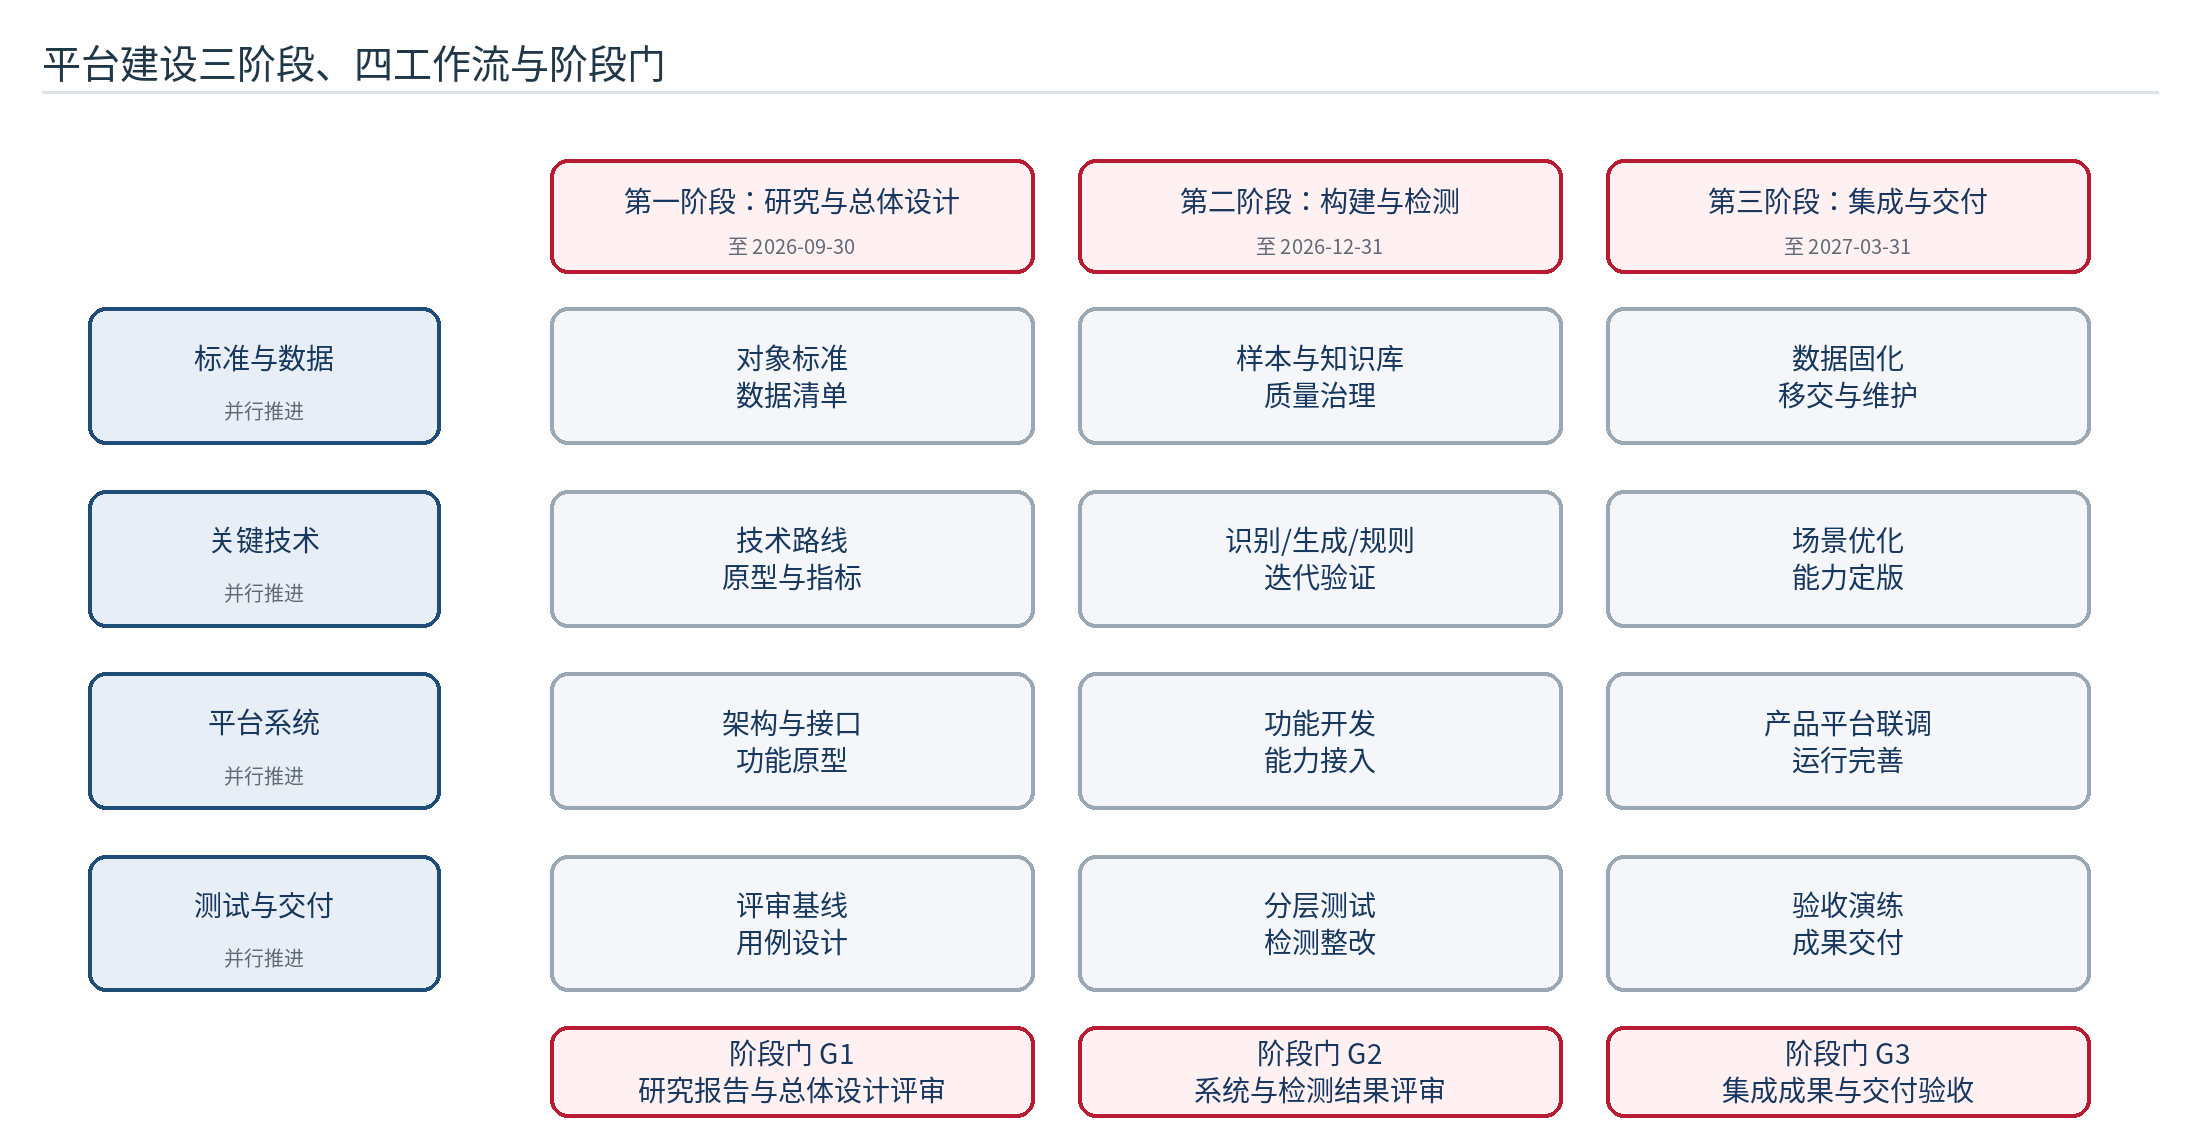 平台建设三阶段、四工作流与阶段门
第一阶段：研究与总体设计
至 2026-09-30
第二阶段：构建与检测
至 2026-12-31
第三阶段：集成与交付
至 2027-03-31
标准与数据
并行推进
对象标准
数据清单
样本与知识库
质量治理
数据固化
移交与维护
关键技术
并行推进
技术路线
原型与指标
识别/生成/规则
迭代验证
场景优化
能力定版
平台系统
并行推进
架构与接口
功能原型
功能开发
能力接入
产品平台联调
运行完善
测试与交付
并行推进
评审基线
用例设计
分层测试
检测整改
验收演练
成果交付
阶段门 G1
研究报告与总体设计评审
阶段门 G2
系统与检测结果评审
阶段门 G3
集成成果与交付验收